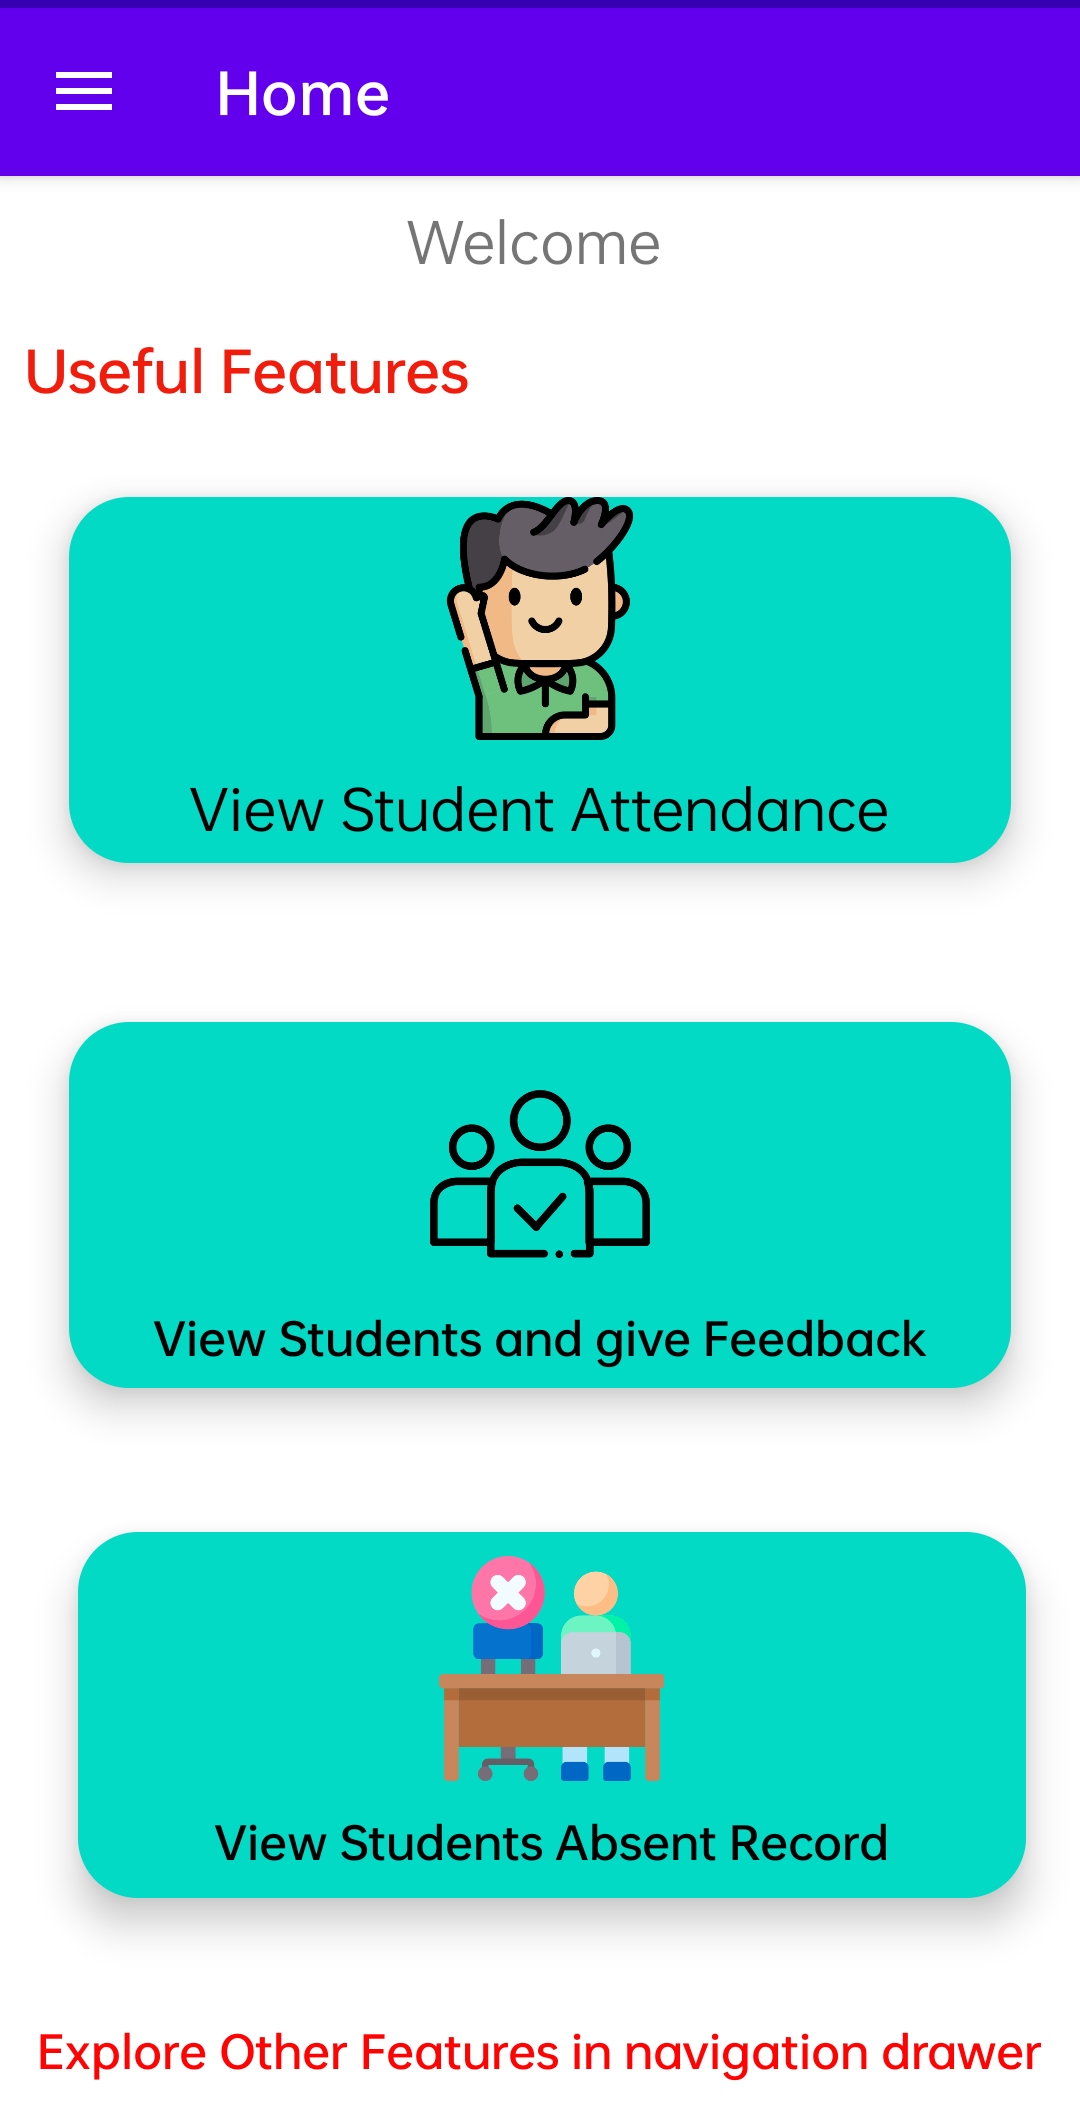 Home
Welcome
Useful Features
View Student Attendance
View Students and give Feedback
View Students Absent Record
Explore Other Features in navigation drawer